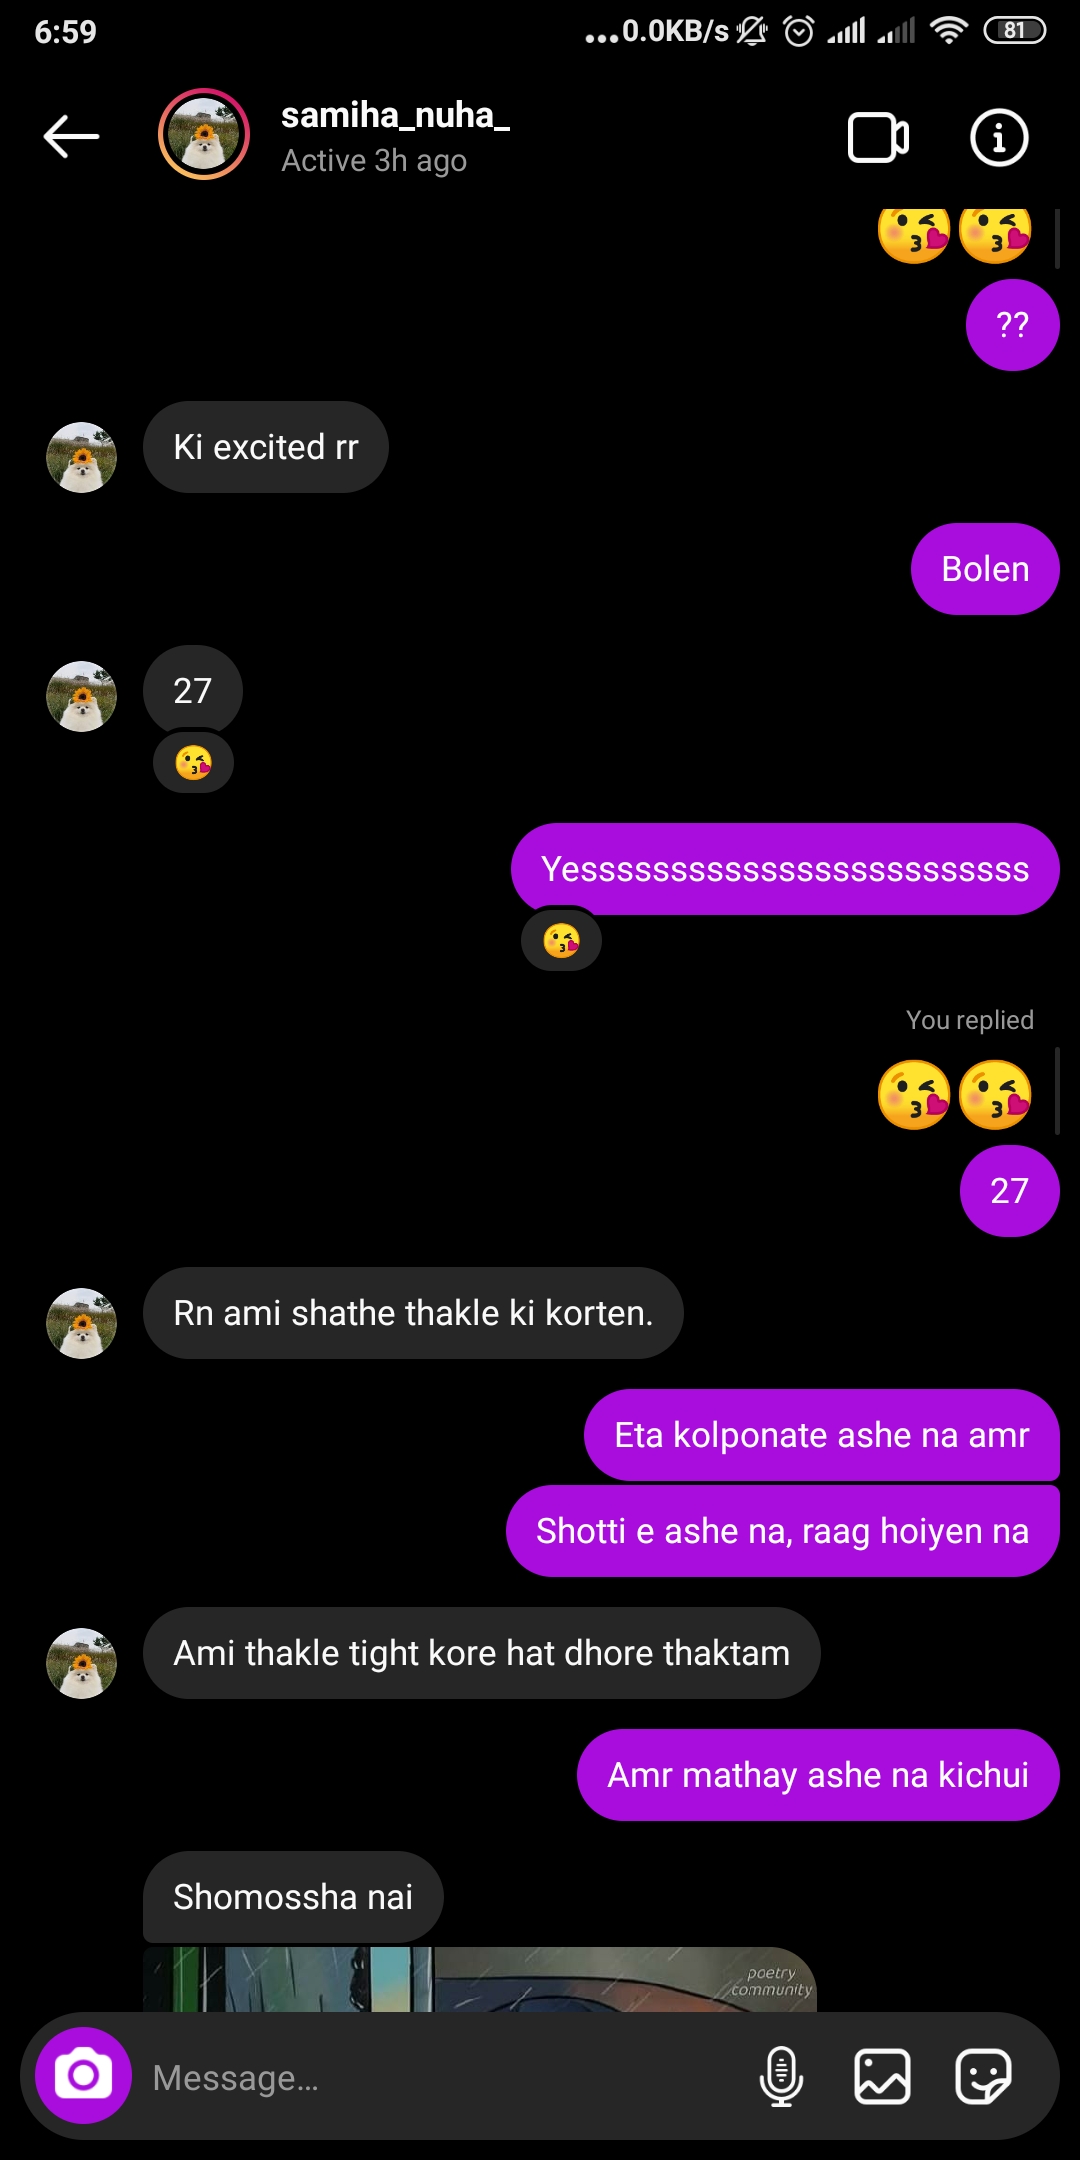 6:59
...0.0KB/s
81
samiha_nuha_
Active 3h ago
??
Ki excited rr
Bolen
27
Yessssssssssssssssssssssssss
You replied
27
Rn ami shathe thakle ki korten.
Eta kolponate ashe na amr
Shotti e ashe na, raag hoiyen na
Ami thakle tight kore hat dhore thaktam
Amr mathay ashe na kichui
Shomossha nai
poetry
community
Message...